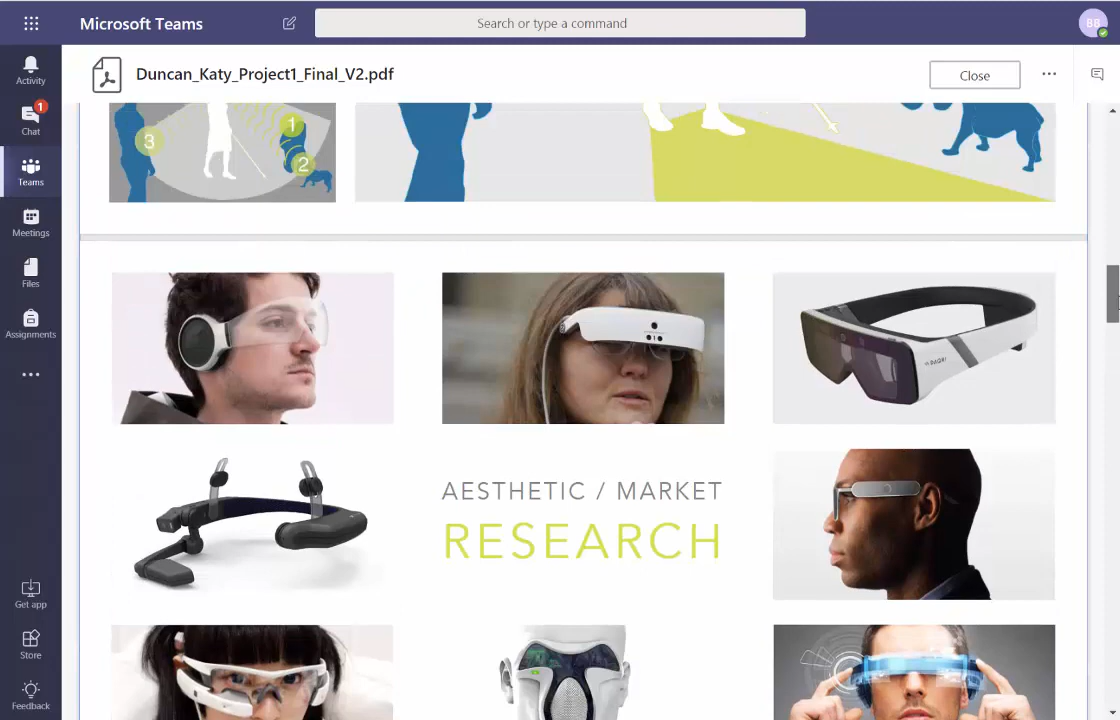 Microsoft Teams
Search or type a command
BB
Activity
Duncan_Katy_Project1_Final_V2.pdf
Close
1
Chat
3
1
2
Teams
Meetings
Files
Assignments
DAQRI
AESTHETIC / MARKET
RESEARCH
Get app
Store
Feedback